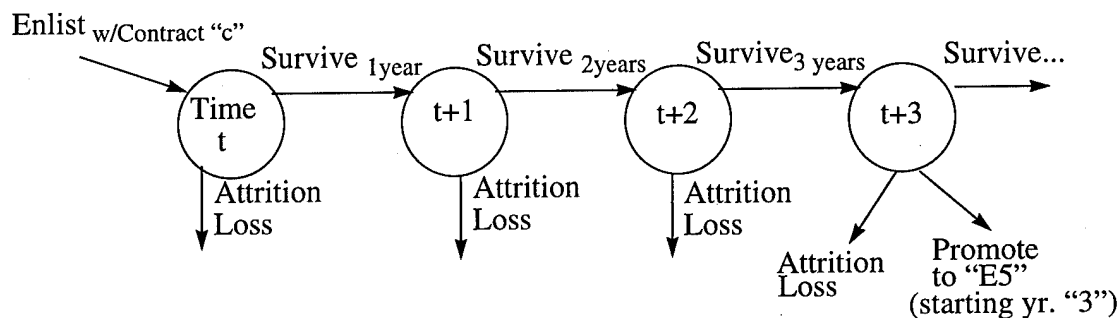 Enlist w/Contract "c"
Survive 1year
Survive 2years
Survive 3 years
Survive...
Time
t
t+1
t+2
t+3
Attrition
Loss
Attrition
Loss
Attrition
Loss
Attrition
Loss
Promote
to "E5"
(starting yr. "3")